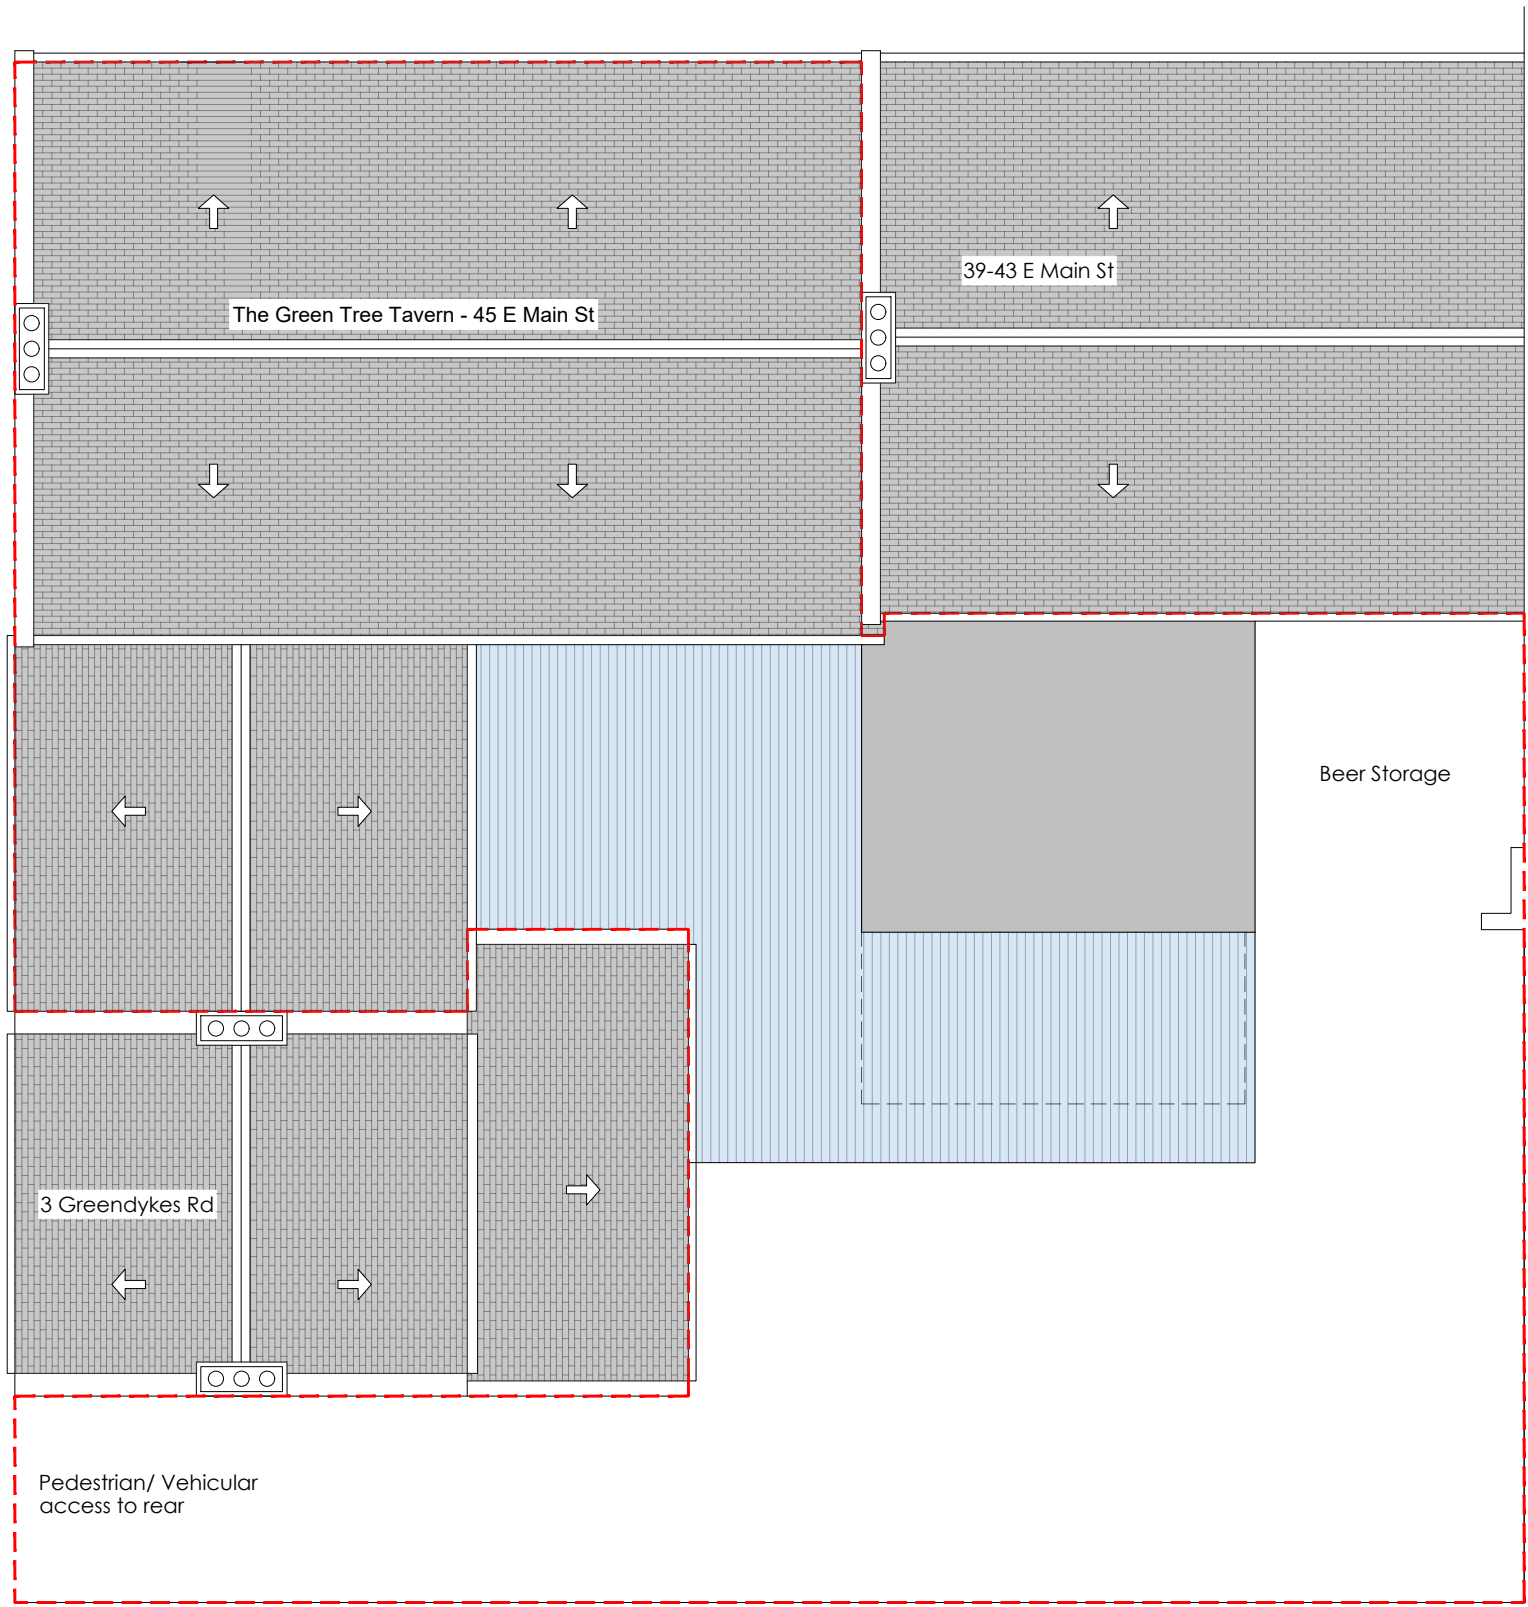 39-43 E Main St
The Green Tree Tavern - 45 E Main St
Beer Storage
3 Greendykes Rd
Pedestrian/ Vehicular
access to rear